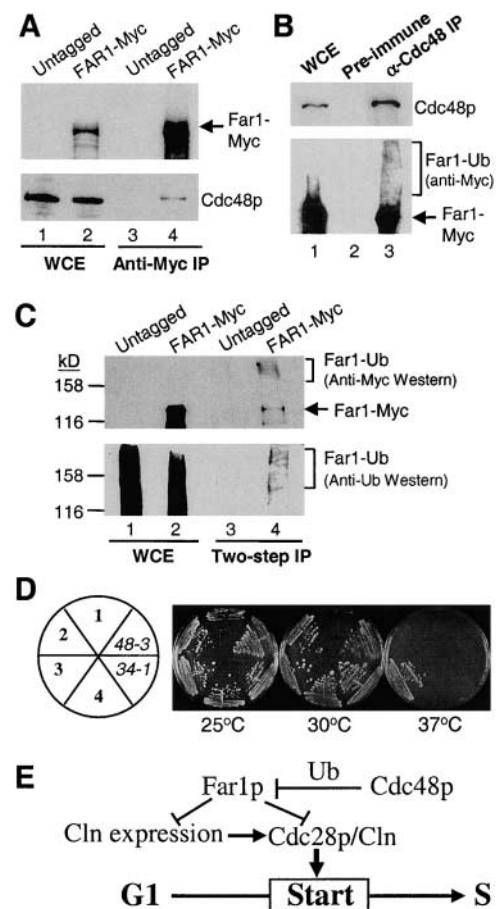 A
Untagged
FAR1-Myc
Untagged
FAR1-Myc
Far1-
Myc
Cdc48p
1 2 3 4
WCE Anti-Myc IP
B
WCE
Pre-immune
α-Cdc48 IP
Cdc48p
Far1-Ub
(anti-Myc)
Far1-
Myc
1 2 3
C
Untagged
FAR1-Myc
Untagged
FAR1-Myc
kD
158
116
Far1-Ub
(Anti-Myc Western)
Far1-Myc
158
116
Far1-Ub
(Anti-Ub Western)
1 2 3 4
WCE Two-step IP
D
1
2
48-3
3
34-1
4
25°C 30°C 37°C
E
Ub
Far1p Cdc48p
Cln expression Cdc28p/Cln
G1 Start S